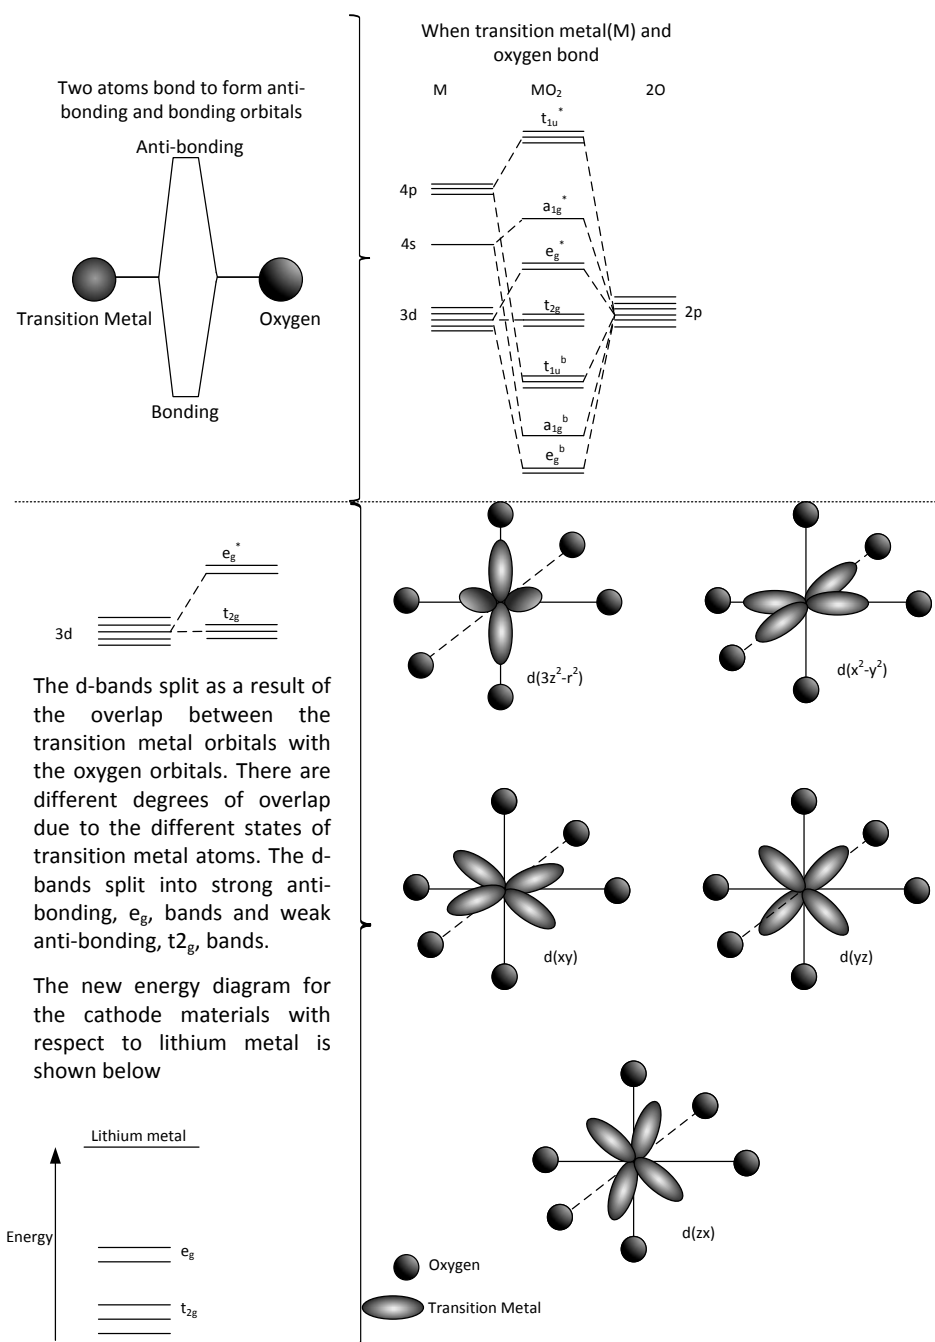 Two atoms bond to form anti-
bonding and bonding orbitals
Anti-bonding
Transition Metal
Oxygen
Bonding
When transition metal(M) and
oxygen bond
M
MO₂
2O
t₁ᵤ*
4p
a₁g*
4s
eg*
3d
t₂g
2p
t₁ᵤᵇ
a₁gᵇ
egᵇ
eg*
3d
t₂g
The d-bands split as a result of
the overlap between the
transition metal orbitals with
the oxygen orbitals. There are
different degrees of overlap
due to the different states of
transition metal atoms. The d-
bands split into strong anti-
bonding, eg, bands and weak
anti-bonding, t2g, bands.
The new energy diagram for
the cathode materials with
respect to lithium metal is
shown below
Lithium metal
Energy
eg
t₂g
d(3z²-r²)
d(x²-y²)
d(xy)
d(yz)
d(zx)
Oxygen
Transition Metal